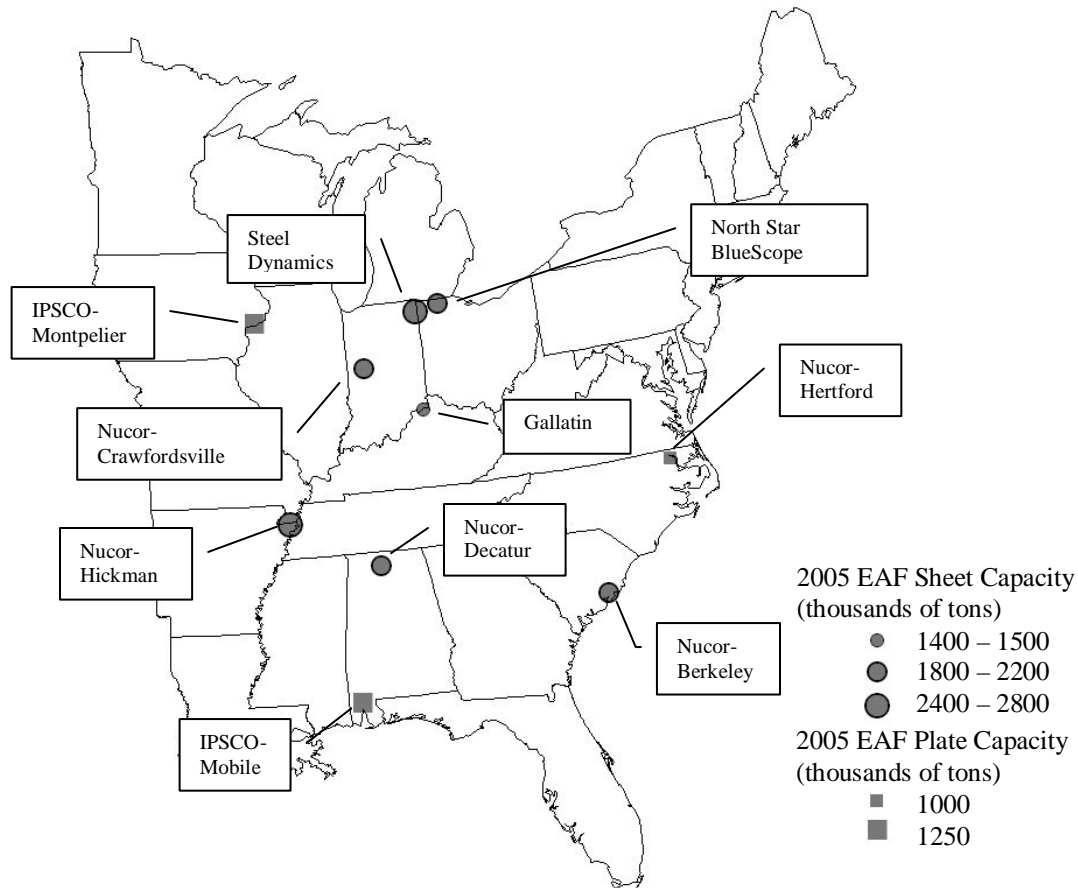 Steel
Dynamics
North Star
BlueScope
IPSCO-
Montpelier
Nucor-
Hertford
Nucor-
Crawfordsville
Gallatin
Nucor-
Hickman
Nucor-
Decatur
Nucor-
Berkeley
IPSCO-
Mobile
2005 EAF Sheet Capacity
(thousands of tons)
1400 – 1500
1800 – 2200
2400 – 2800
2005 EAF Plate Capacity
(thousands of tons)
1000
1250